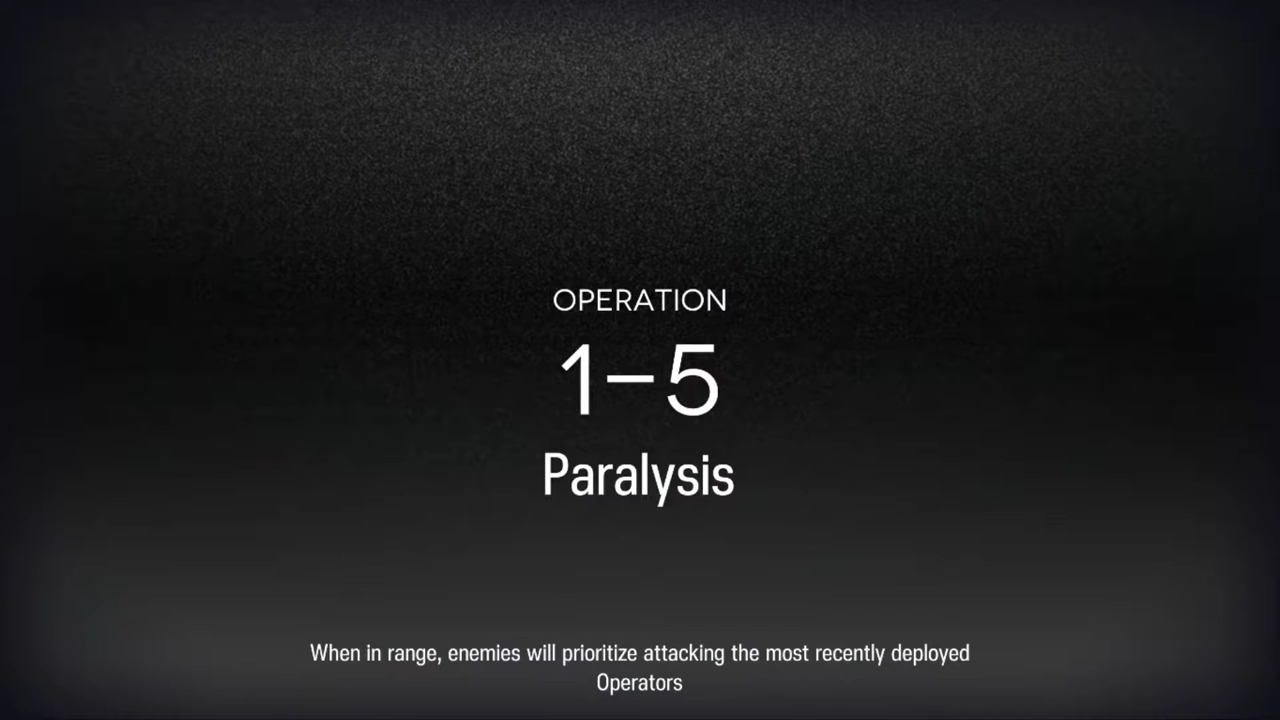 OPERATION
1–5
Paralysis
When in range, enemies will prioritize attacking the most recently deployed
Operators